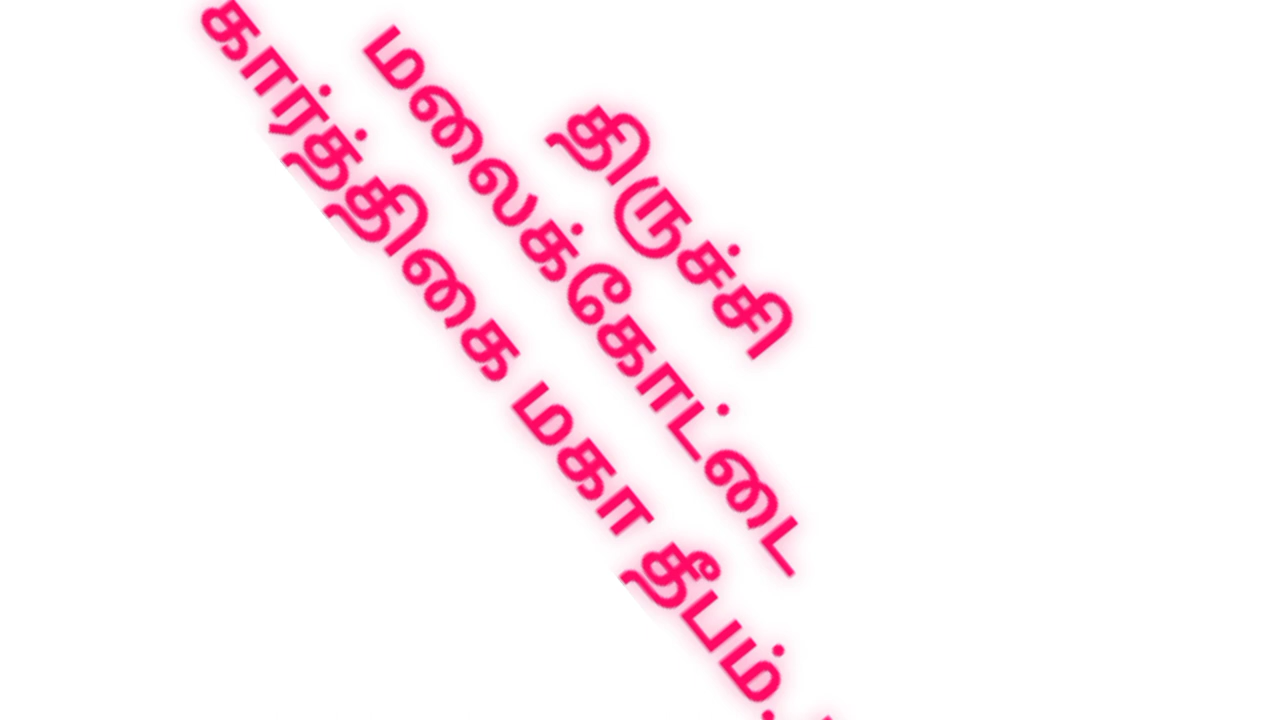 திருச்சி
மலைக்கோட்டை
கார்த்திகை மகா தீபம்.